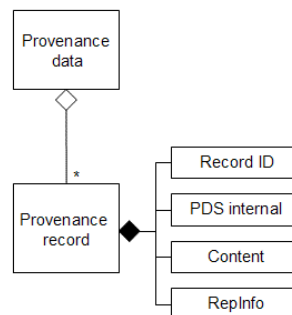 Provenance
data
*
Provenance
record
Record ID
PDS internal
Content
RepInfo